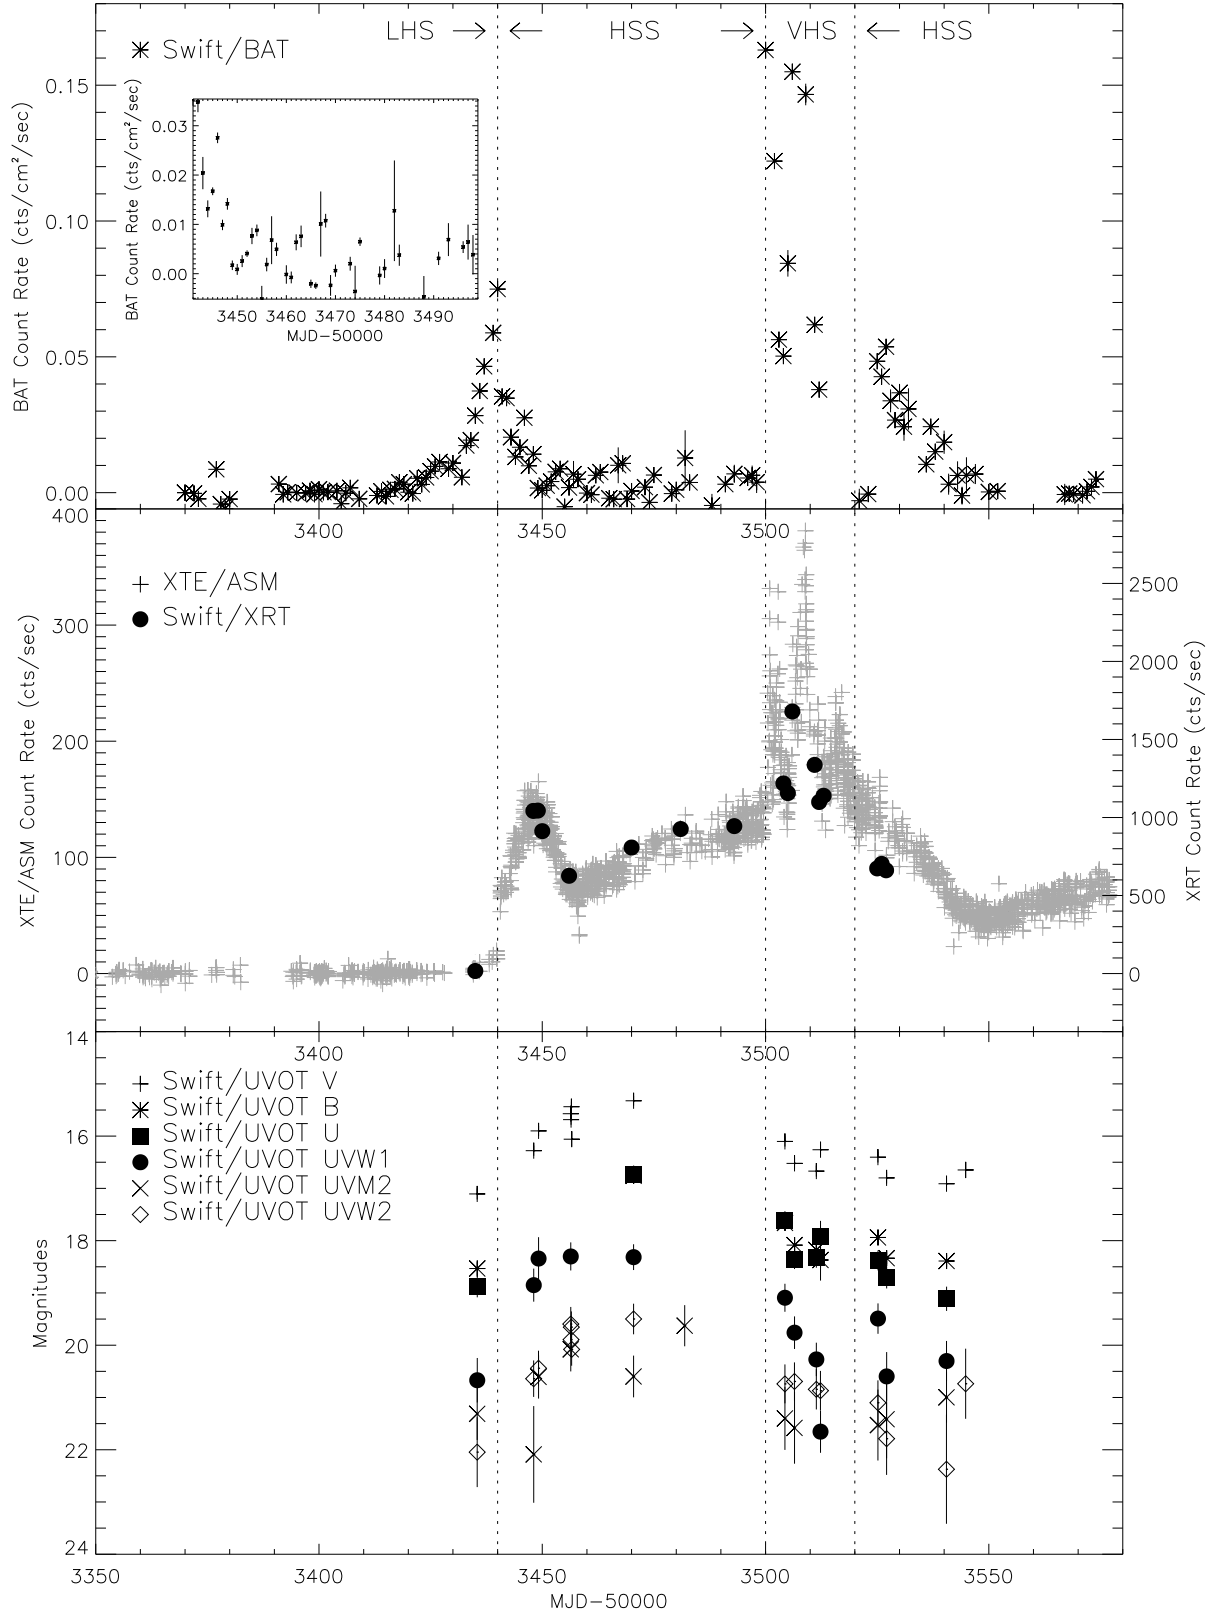 LHS
HSS
VHS
HSS
Swift/BAT
BAT Count Rate (cts/cm²/sec)
0.15
0.10
0.05
0.00
BAT Count Rate (cts/cm²/sec)
0.03
0.02
0.01
0.00
3450 3460 3470 3480 3490
MJD-50000
3400 3450 3500
XTE/ASM
Swift/XRT
XTE/ASM Count Rate (cts/sec)
400
300
200
100
0
XRT Count Rate (cts/sec)
2500
2000
1500
1000
500
0
3400 3450 3500
Swift/UVOT V
Swift/UVOT B
Swift/UVOT U
Swift/UVOT UVW1
Swift/UVOT UVM2
Swift/UVOT UVW2
Magnitudes
14
16
18
20
22
24
3350 3400 3450 3500 3550
MJD-50000